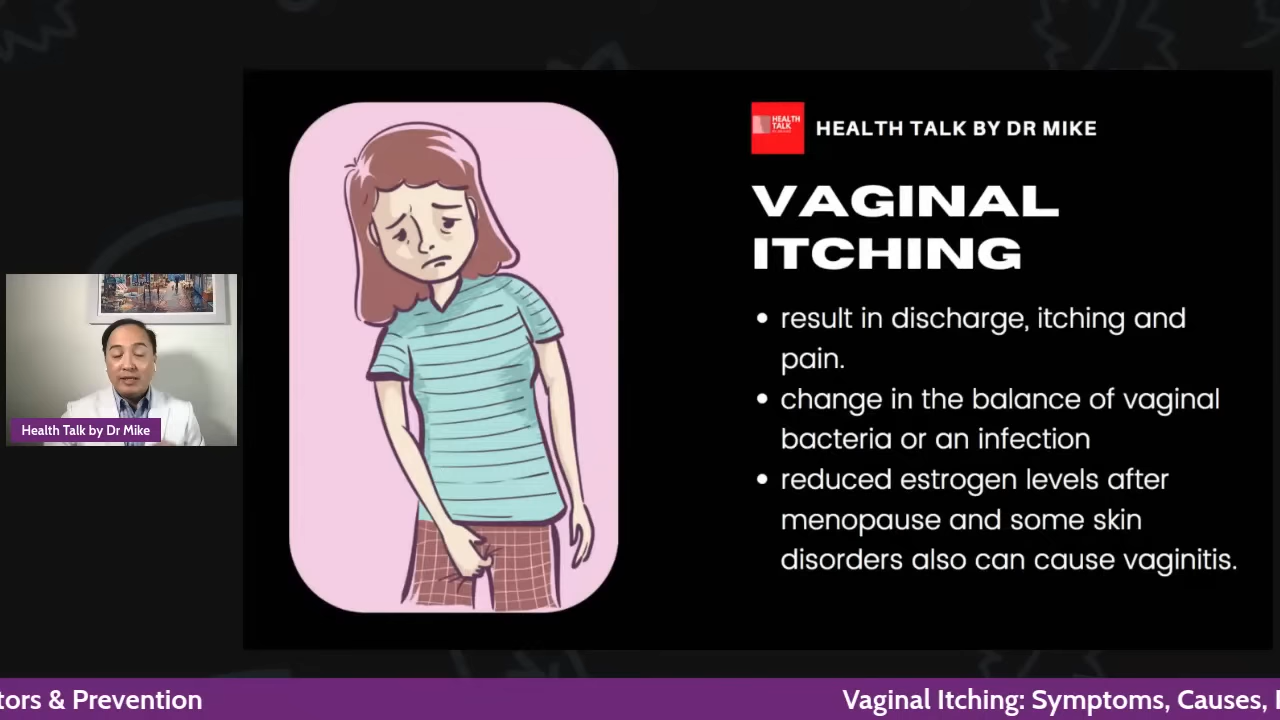 HEALTH
TALK
HEALTH TALK BY DR MIKE
VAGINAL
ITCHING
• result in discharge, itching and
pain.
• change in the balance of vaginal
bacteria or an infection
• reduced estrogen levels after
menopause and some skin
disorders also can cause vaginitis.
Health Talk by Dr Mike
tors & Prevention
Vaginal Itching: Symptoms, Causes,